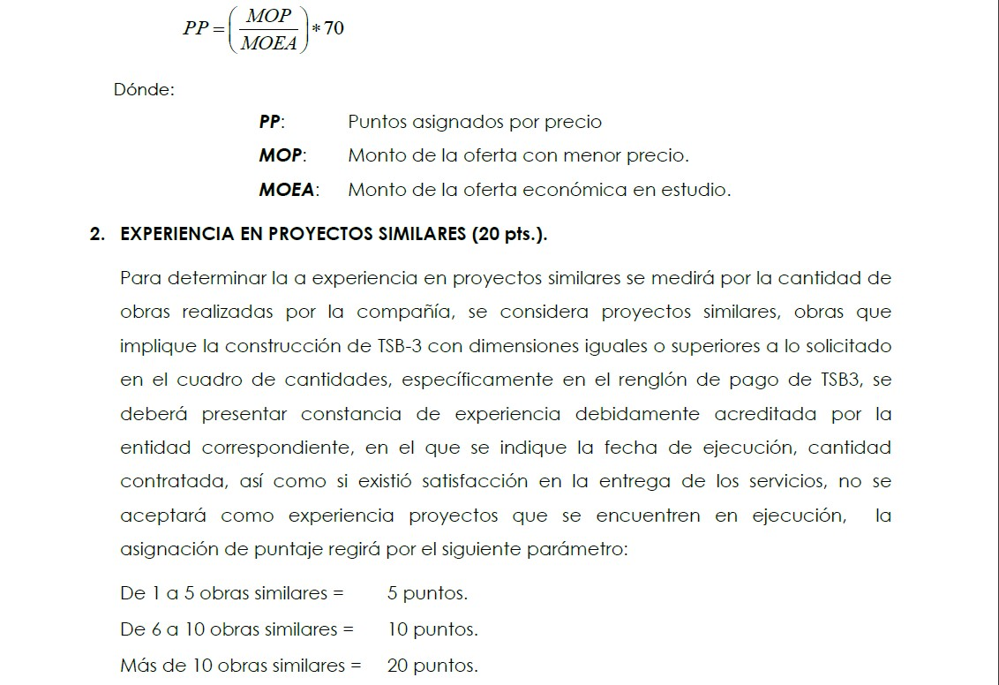 PP = (MOP / MOEA) * 70
Dónde:
PP: Puntos asignados por precio
MOP: Monto de la oferta con menor precio.
MOEA: Monto de la oferta económica en estudio.
2. EXPERIENCIA EN PROYECTOS SIMILARES (20 pts.).
Para determinar la a experiencia en proyectos similares se medirá por la cantidad de
obras realizadas por la compañía, se considera proyectos similares, obras que
implique la construcción de TSB-3 con dimensiones iguales o superiores a lo solicitado
en el cuadro de cantidades, específicamente en el renglón de pago de TSB3, se
deberá presentar constancia de experiencia debidamente acreditada por la
entidad correspondiente, en el que se indique la fecha de ejecución, cantidad
contratada, así como si existió satisfacción en la entrega de los servicios, no se
aceptará como experiencia proyectos que se encuentren en ejecución, la
asignación de puntaje regirá por el siguiente parámetro:
De 1 a 5 obras similares = 5 puntos.
De 6 a 10 obras similares = 10 puntos.
Más de 10 obras similares = 20 puntos.